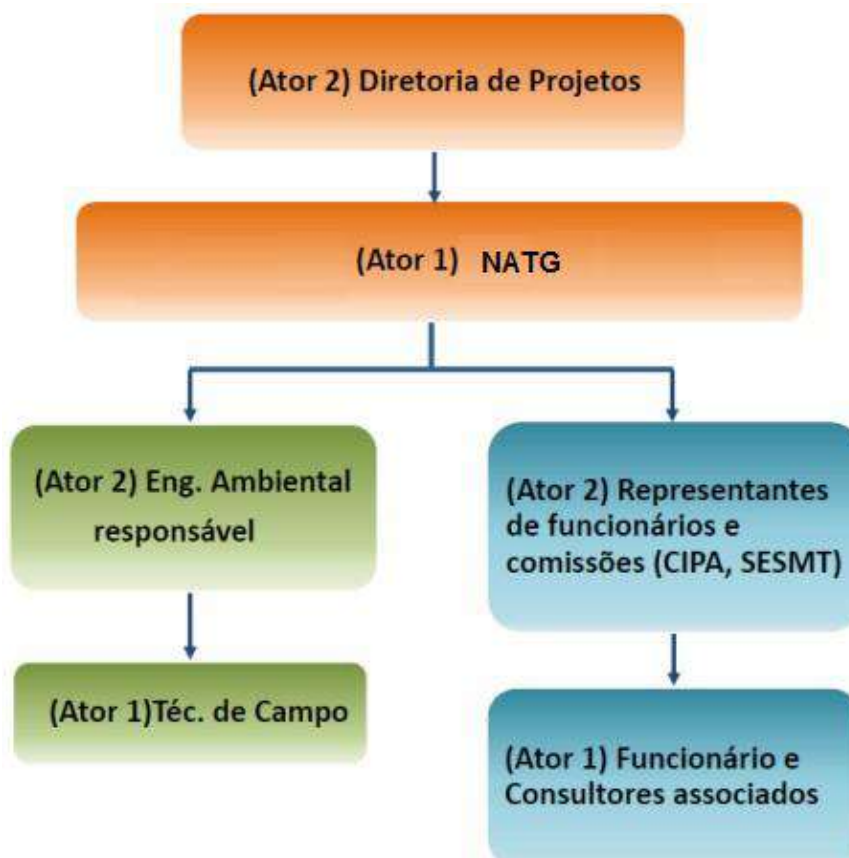 (Ator 2) Diretoria de Projetos
(Ator 1) NATG
(Ator 2) Eng. Ambiental
responsável
(Ator 2) Representantes
de funcionários e
comissões (CIPA, SESMT)
(Ator 1)Téc. de Campo
(Ator 1) Funcionário e
Consultores associados